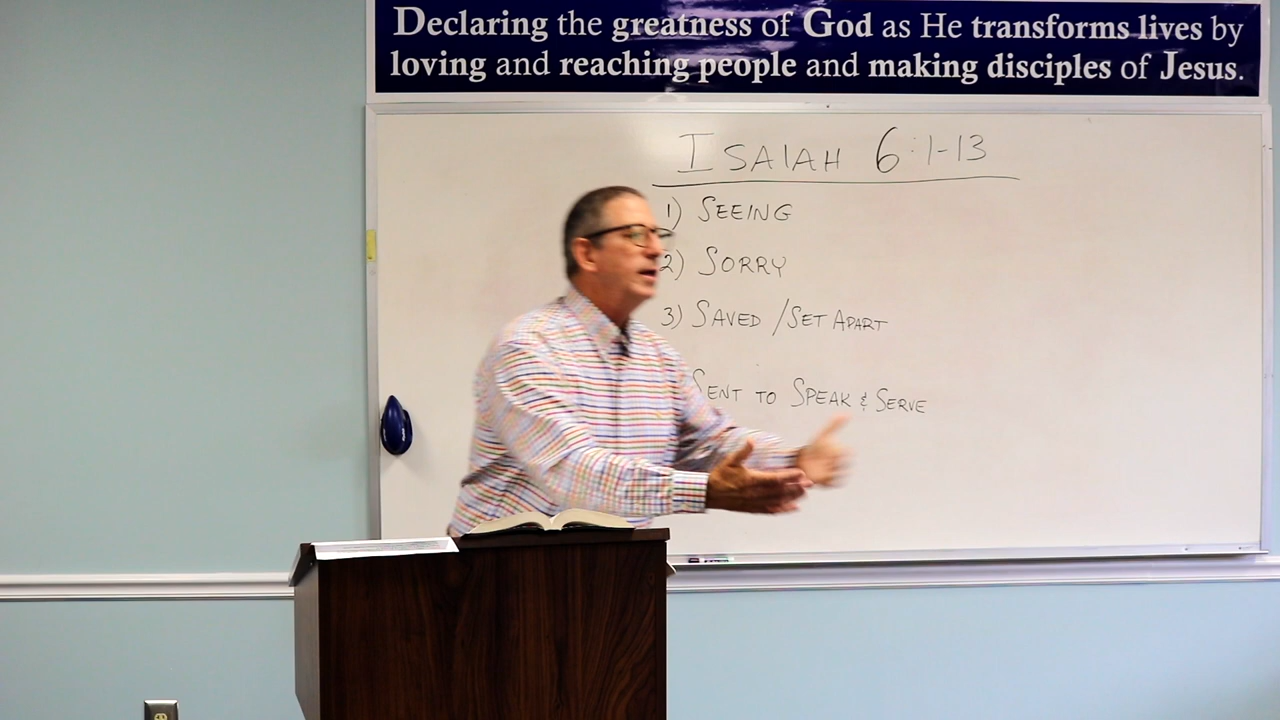 Declaring the greatness of God as He transforms lives by
loving and reaching people and making disciples of Jesus.
ISAIAH 6:1-13
1) SEEING
2) SORRY
3) SAVED / SET APART
SENT TO SPEAK & SERVE